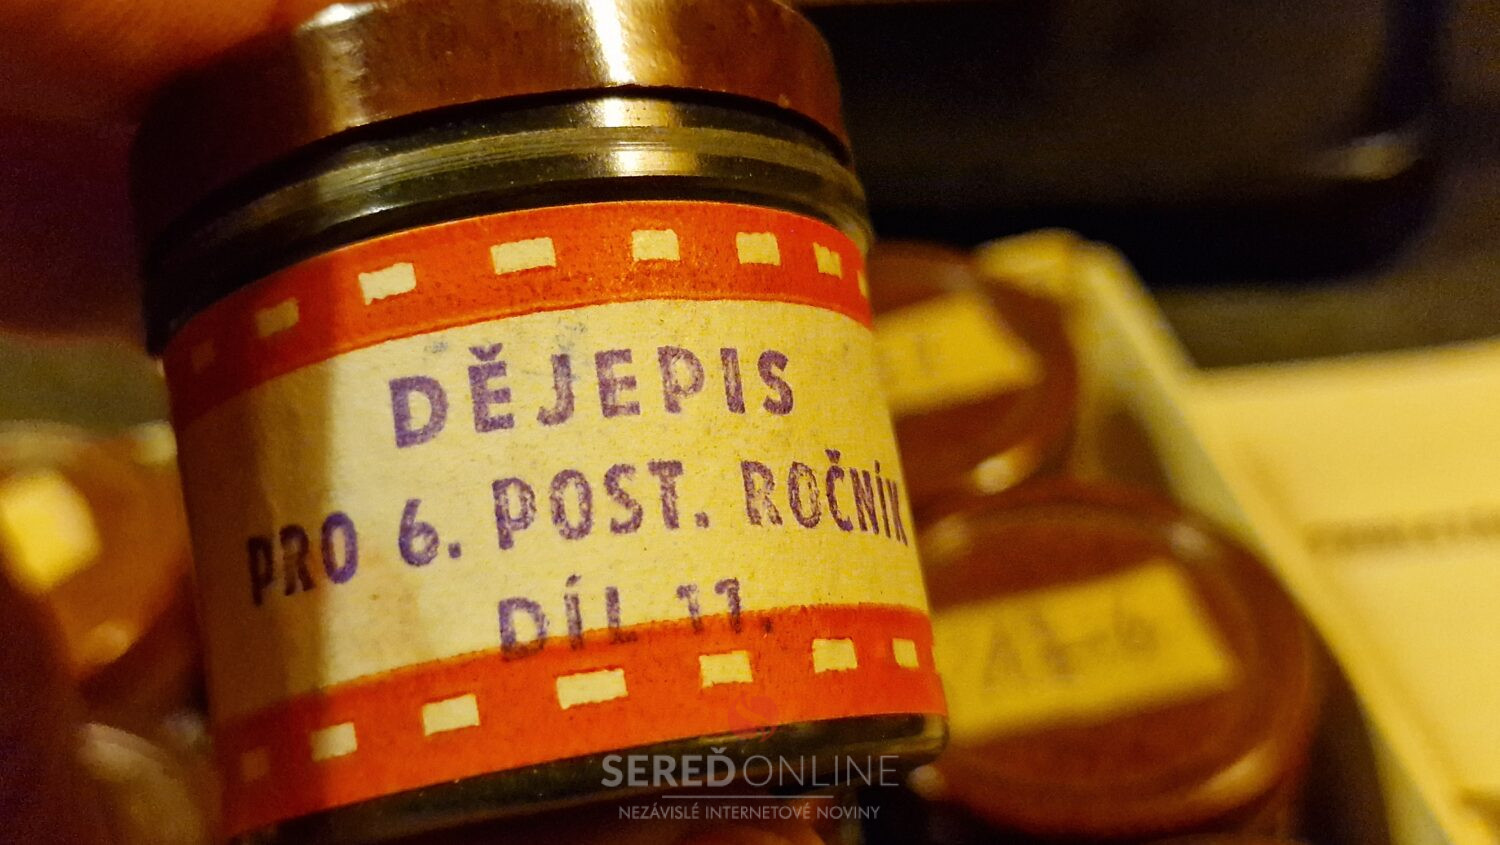 DĚJEPIS
PRO 6. POST. ROČNÍK
DÍL 11.
SEREĎONLINE
NEZÁVISLÉ INTERNETOVÉ NOVINY